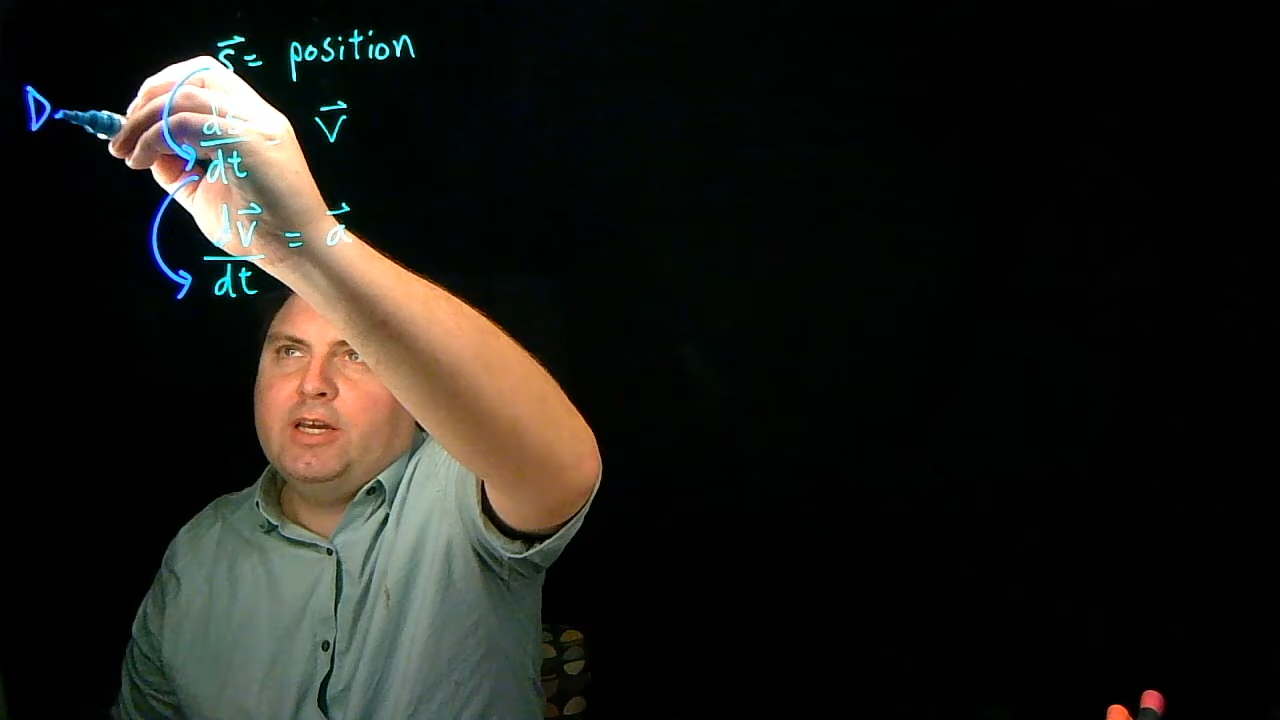 s⃗ = position
D
d
dt v⃗
dv⃗/dt = a⃗